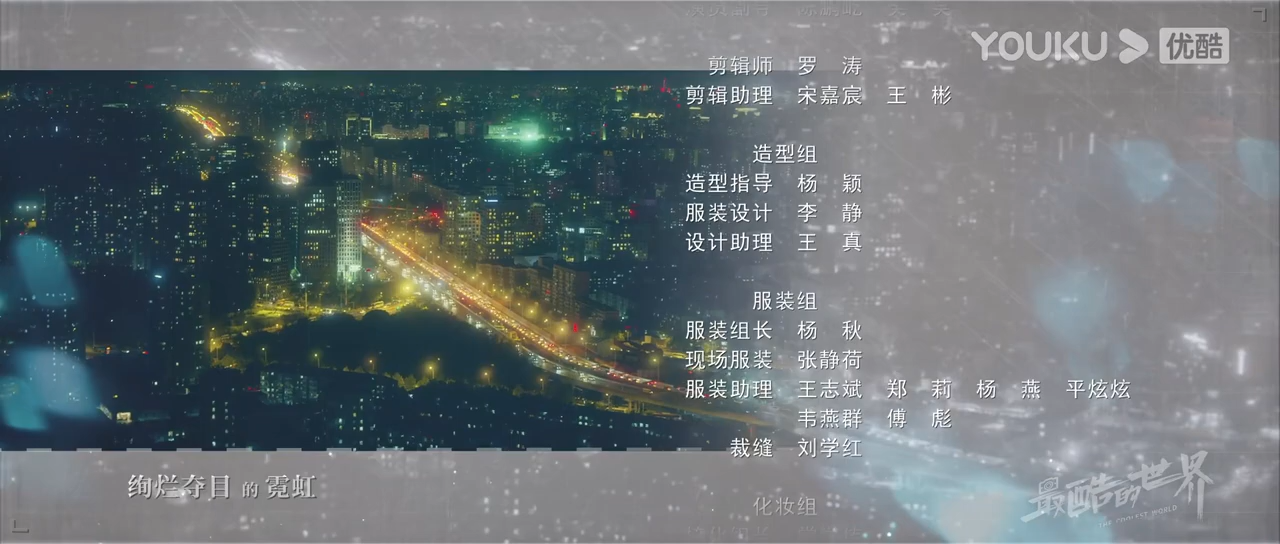 YOUKU 优酷
剪辑师 罗 涛
剪辑助理 宋嘉宸 王 彬
造型组
造型指导 杨 颖
服装设计 李 静
设计助理 王 真
服装组
服装组长 杨 秋
现场服装 张静荷
服装助理 王志斌 郑 莉 杨 燕 平炫炫
韦燕群 傅 彪
裁缝 刘学红
化妆组
绚烂夺目的霓虹
最酷的世界
THE COOLEST WORLD